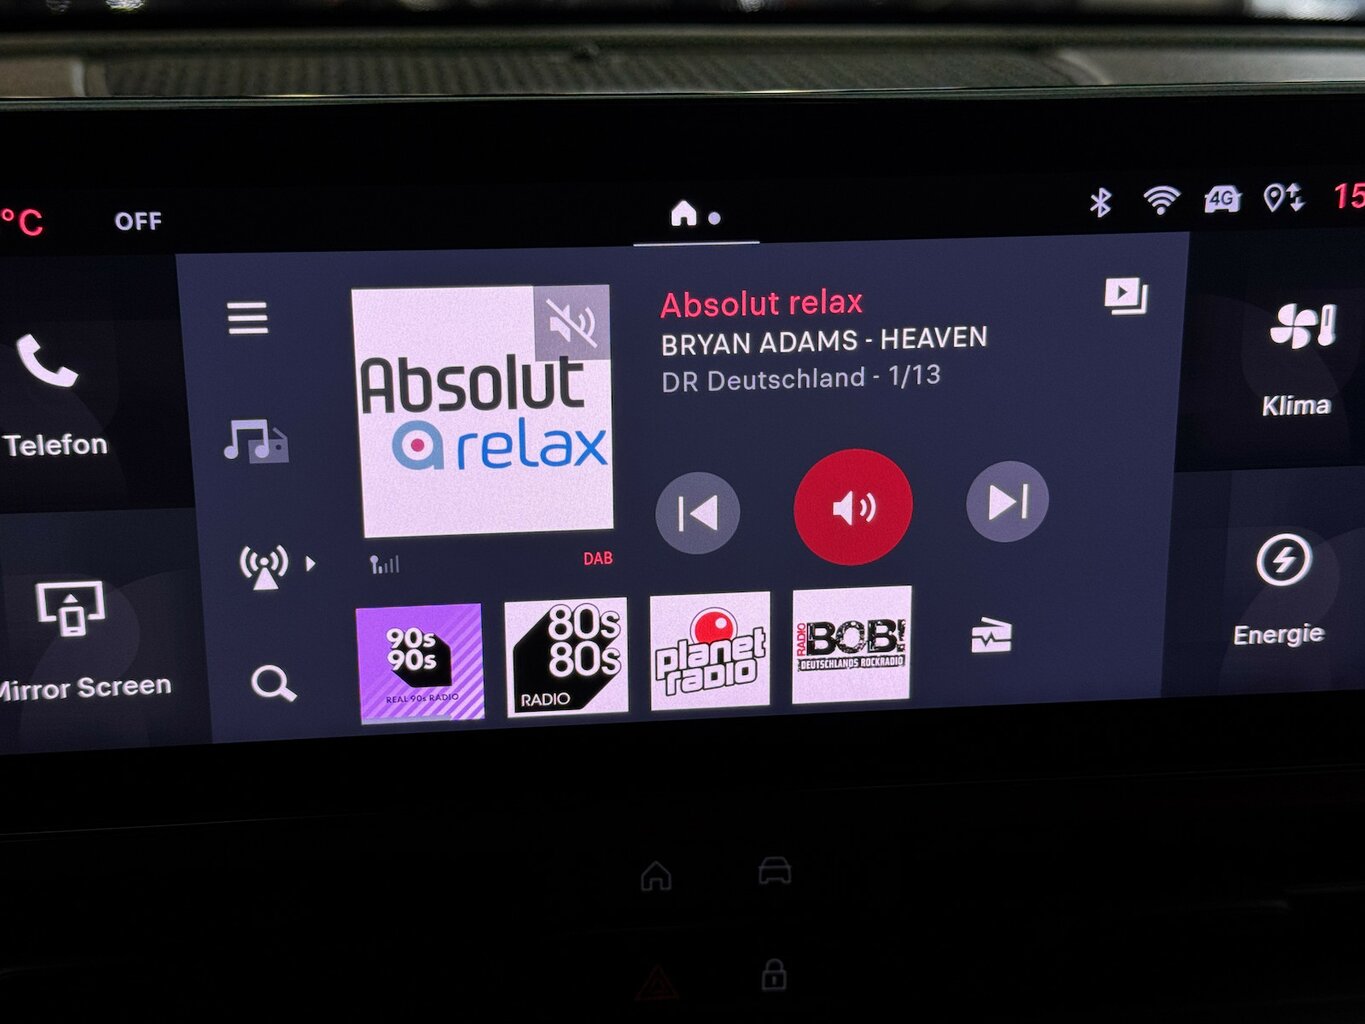 °C
OFF
4G
15
Telefon
Mirror Screen
Absolut
relax
DAB
Absolut relax
BRYAN ADAMS - HEAVEN
DR Deutschland - 1/13
90s
90s
REAL 90s RADIO
80s
80s
RADIO
planet
radio
RADIO
BOB!
DEUTSCHLANDS ROCKRADIO
Klima
Energie